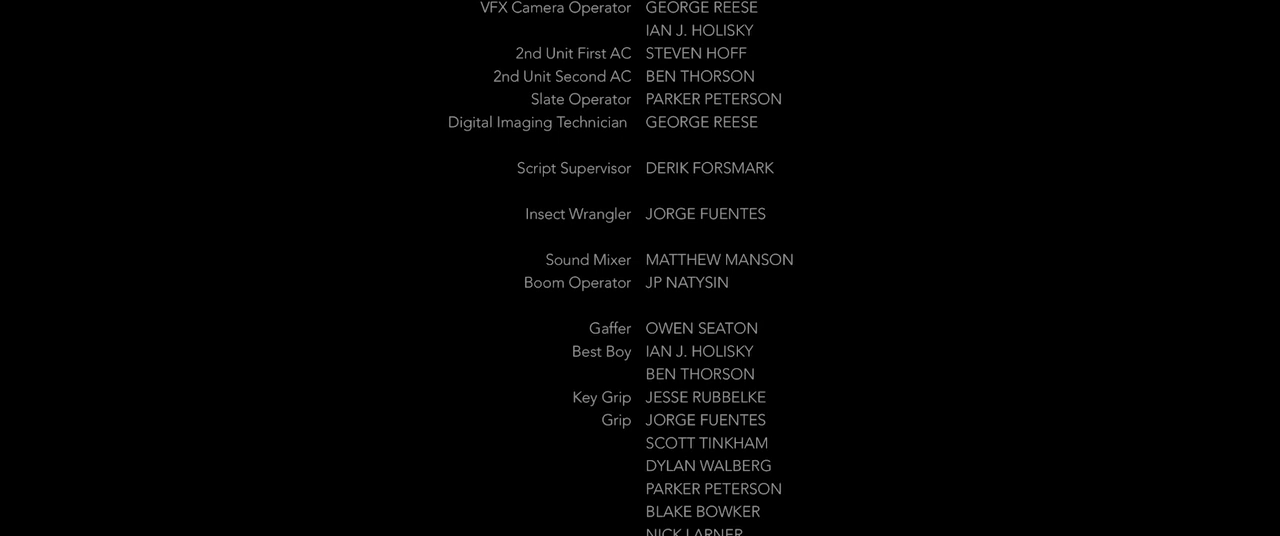 VFX Camera Operator GEORGE REESE
IAN J. HOLISKY
2nd Unit First AC STEVEN HOFF
2nd Unit Second AC BEN THORSON
Slate Operator PARKER PETERSON
Digital Imaging Technician GEORGE REESE
Script Supervisor DERIK FORSMARK
Insect Wrangler JORGE FUENTES
Sound Mixer MATTHEW MANSON
Boom Operator JP NATYSIN
Gaffer OWEN SEATON
Best Boy IAN J. HOLISKY
BEN THORSON
Key Grip JESSE RUBBELKE
Grip JORGE FUENTES
SCOTT TINKHAM
DYLAN WALBERG
PARKER PETERSON
BLAKE BOWKER
NICK LARNER